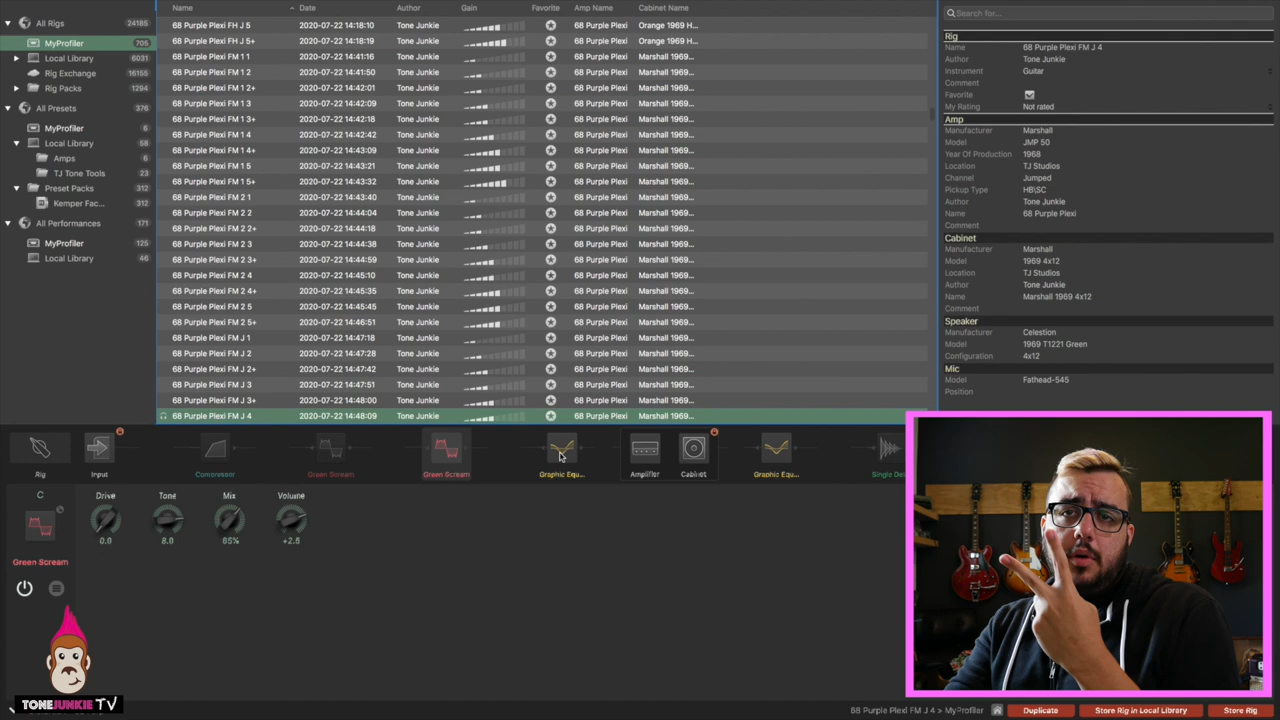 All Rigs 24185
MyProfiler 705
Local Library 6031
Rig Exchange 16155
Rig Packs 1294
All Presets 376
MyProfiler 6
Local Library 58
Amps 6
TJ Tone Tools 23
Preset Packs 312
Kemper Fac... 312
All Performances 171
MyProfiler 125
Local Library 46
Name Date Author Gain Favorite Amp Name Cabinet Name
68 Purple Plexi FH J 5 2020-07-22 14:18:10 Tone Junkie 68 Purple Plexi Orange 1969 H...
68 Purple Plexi FH J 5+ 2020-07-22 14:18:19 Tone Junkie 68 Purple Plexi Orange 1969 H...
68 Purple Plexi FM 1 1 2020-07-22 14:41:16 Tone Junkie 68 Purple Plexi Marshall 1969...
68 Purple Plexi FM 1 2 2020-07-22 14:41:50 Tone Junkie 68 Purple Plexi Marshall 1969...
68 Purple Plexi FM 1 2+ 2020-07-22 14:42:01 Tone Junkie 68 Purple Plexi Marshall 1969...
68 Purple Plexi FM 1 3 2020-07-22 14:42:09 Tone Junkie 68 Purple Plexi Marshall 1969...
68 Purple Plexi FM 1 3+ 2020-07-22 14:42:18 Tone Junkie 68 Purple Plexi Marshall 1969...
68 Purple Plexi FM 1 4 2020-07-22 14:42:42 Tone Junkie 68 Purple Plexi Marshall 1969...
68 Purple Plexi FM 1 4+ 2020-07-22 14:43:09 Tone Junkie 68 Purple Plexi Marshall 1969...
68 Purple Plexi FM 1 5 2020-07-22 14:43:21 Tone Junkie 68 Purple Plexi Marshall 1969...
68 Purple Plexi FM 1 5+ 2020-07-22 14:43:32 Tone Junkie 68 Purple Plexi Marshall 1969...
68 Purple Plexi FM 2 1 2020-07-22 14:43:40 Tone Junkie 68 Purple Plexi Marshall 1969...
68 Purple Plexi FM 2 2 2020-07-22 14:44:04 Tone Junkie 68 Purple Plexi Marshall 1969...
68 Purple Plexi FM 2 2+ 2020-07-22 14:44:18 Tone Junkie 68 Purple Plexi Marshall 1969...
68 Purple Plexi FM 2 3 2020-07-22 14:44:38 Tone Junkie 68 Purple Plexi Marshall 1969...
68 Purple Plexi FM 2 3+ 2020-07-22 14:44:59 Tone Junkie 68 Purple Plexi Marshall 1969...
68 Purple Plexi FM 2 4 2020-07-22 14:45:10 Tone Junkie 68 Purple Plexi Marshall 1969...
68 Purple Plexi FM 2 4+ 2020-07-22 14:45:35 Tone Junkie 68 Purple Plexi Marshall 1969...
68 Purple Plexi FM 2 5 2020-07-22 14:45:45 Tone Junkie 68 Purple Plexi Marshall 1969...
68 Purple Plexi FM 2 5+ 2020-07-22 14:46:51 Tone Junkie 68 Purple Plexi Marshall 1969...
68 Purple Plexi FM J 1 2020-07-22 14:47:18 Tone Junkie 68 Purple Plexi Marshall 1969...
68 Purple Plexi FM J 2 2020-07-22 14:47:28 Tone Junkie 68 Purple Plexi Marshall 1969...
68 Purple Plexi FM J 2+ 2020-07-22 14:47:42 Tone Junkie 68 Purple Plexi Marshall 1969...
68 Purple Plexi FM J 3 2020-07-22 14:47:51 Tone Junkie 68 Purple Plexi Marshall 1969...
68 Purple Plexi FM J 3+ 2020-07-22 14:48:00 Tone Junkie 68 Purple Plexi Marshall 1969...
68 Purple Plexi FM J 4 2020-07-22 14:48:09 Tone Junkie 68 Purple Plexi Marshall 1969...
Search for...
Rig
Name 68 Purple Plexi FM J 4
Author Tone Junkie
Instrument Guitar
Comment
Favorite
My Rating Not rated
Amp
Manufacturer Marshall
Model JMP 50
Year Of Production 1968
Location TJ Studios
Channel Jumped
Pickup Type HB\SC
Author Tone Junkie
Name 68 Purple Plexi
Comment
Cabinet
Manufacturer Marshall
Model 1969 4x12
Location TJ Studios
Author Tone Junkie
Name Marshall 1969 4x12
Comment
Speaker
Manufacturer Celestion
Model 1969 T1221 Green
Configuration 4x12
Mic
Model Fathead-545
Position
Rig Input Compressor Green Scream Green Scream Graphic Equ... Amplifier Cabinet Graphic Equ... Single De
C Drive Tone Mix Volume
0.0 8.0 65% +2.5
Green Scream
TONEJUNKIE TV
68 Purple Plexi FM J 4 > MyProfiler Duplicate Store Rig in Local Library Store Rig